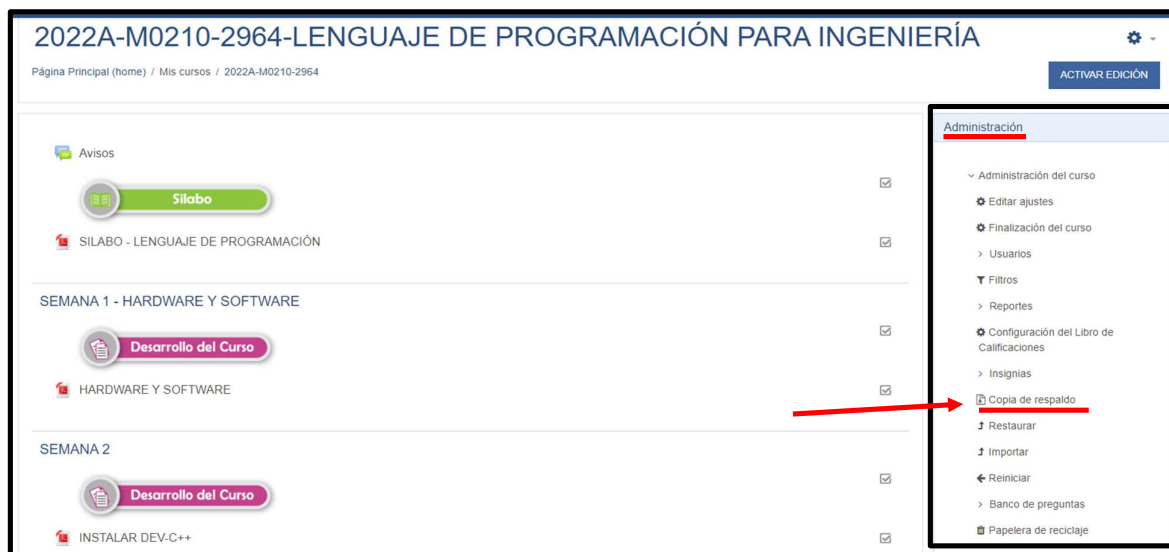 2022A-M0210-2964-LENGUAJE DE PROGRAMACIÓN PARA INGENIERÍA
Página Principal (home) / Mis cursos / 2022A-M0210-2964
ACTIVAR EDICIÓN
Avisos
Silabo
SILABO - LENGUAJE DE PROGRAMACIÓN
SEMANA 1 - HARDWARE Y SOFTWARE
Desarrollo del Curso
HARDWARE Y SOFTWARE
SEMANA 2
Desarrollo del Curso
INSTALAR DEV-C++
Administración
Administración del curso
Editar ajustes
Finalización del curso
Usuarios
Filtros
Reportes
Configuración del Libro de
Calificaciones
Insignias
Copia de respaldo
Restaurar
Importar
Reiniciar
Banco de preguntas
Papelera de reciclaje